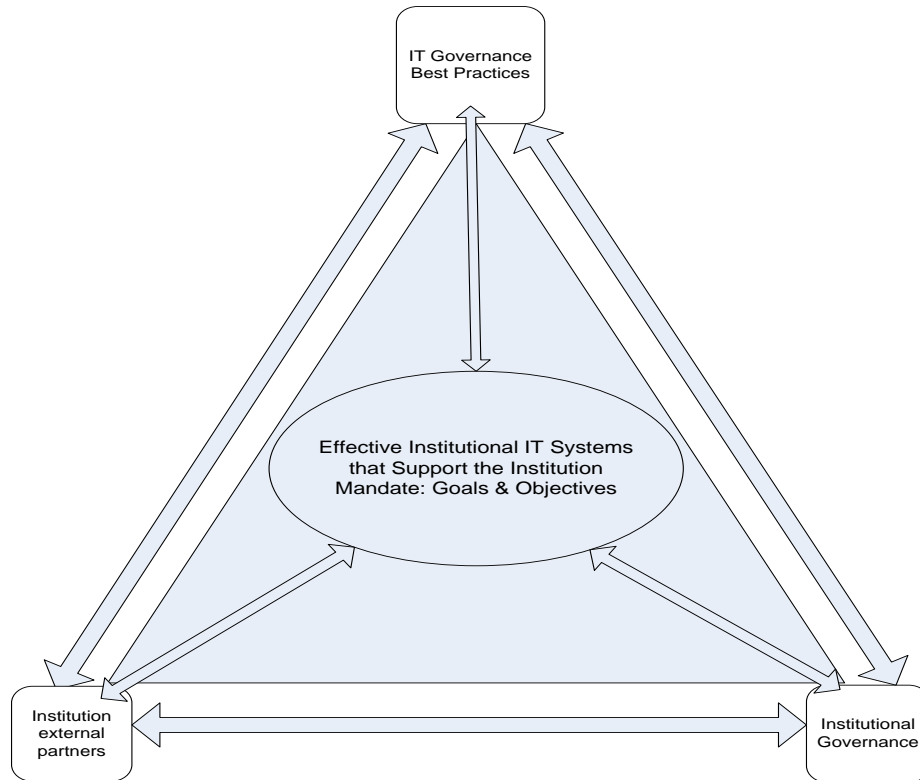 IT Governance
Best Practices
Effective Institutional IT Systems
that Support the Institution
Mandate: Goals & Objectives
Institution
external
partners
Institutional
Governance